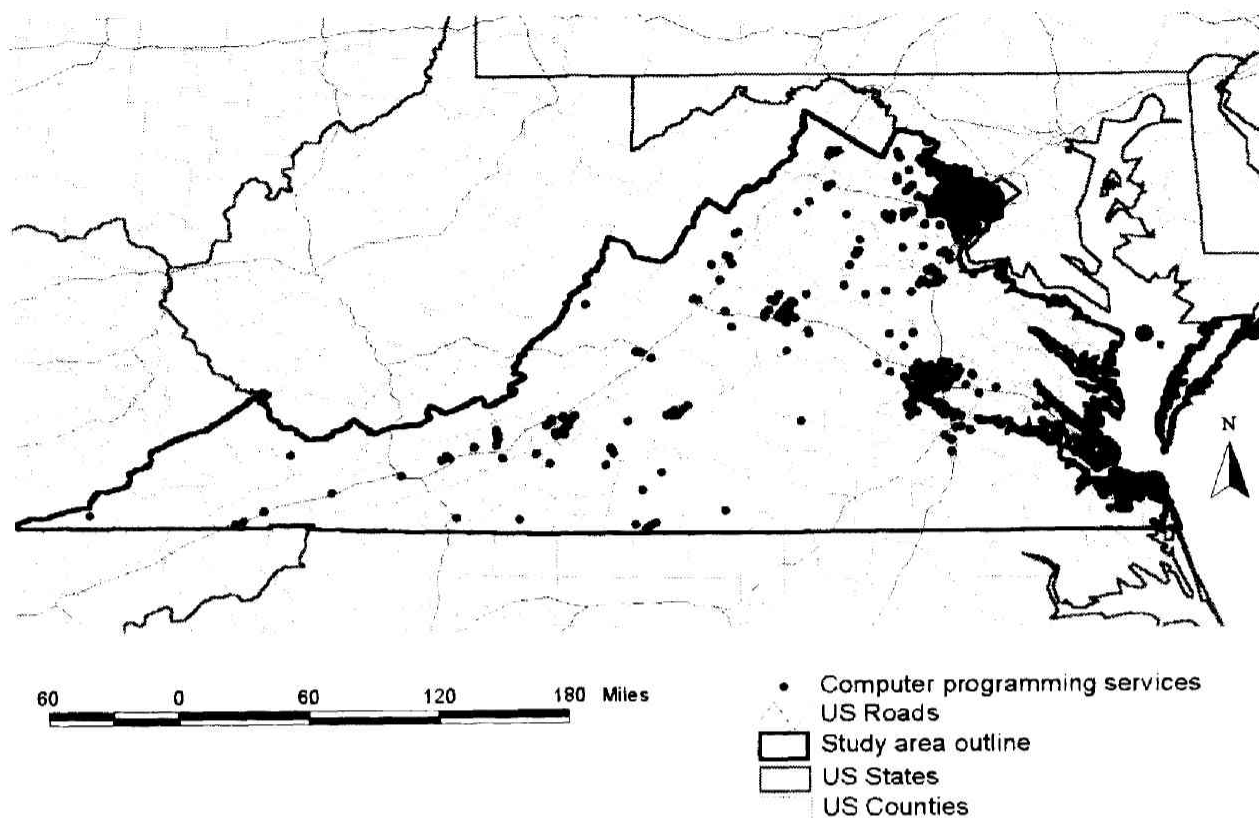 N
60 0 60 120 180 Miles
Computer programming services
US Roads
Study area outline
US States
US Counties